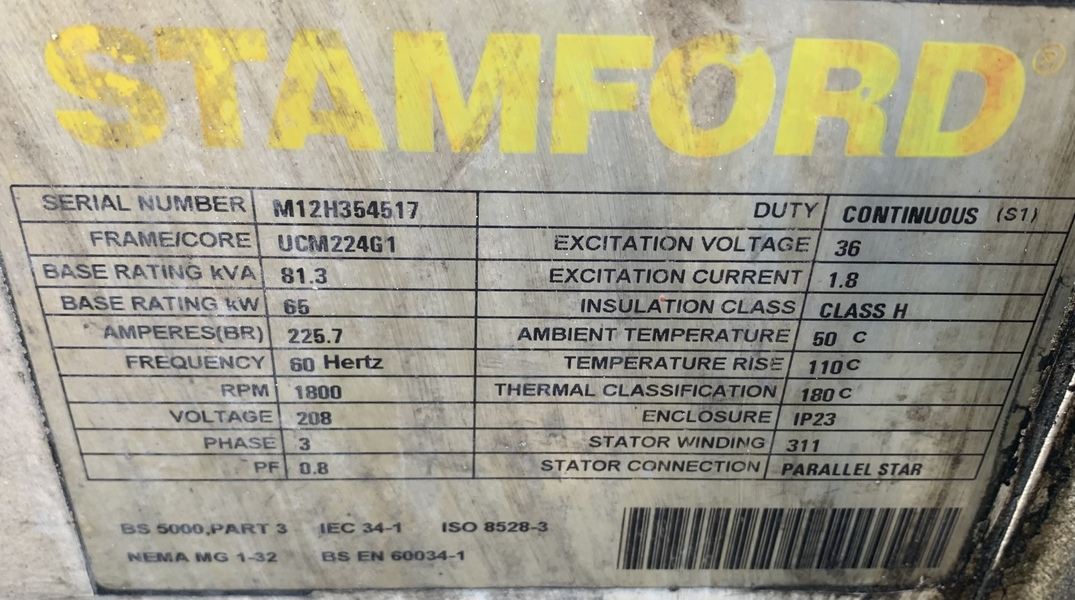 STAMFORD®
SERIAL NUMBER M12H354517 DUTY CONTINUOUS (S1)
FRAME/CORE UCM224G1 EXCITATION VOLTAGE 36
BASE RATING kVA 81.3 EXCITATION CURRENT 1.8
BASE RATING kW 65 INSULATION CLASS CLASS H
AMPERES(BR) 225.7 AMBIENT TEMPERATURE 50 C
FREQUENCY 60 Hertz TEMPERATURE RISE 110 C
RPM 1800 THERMAL CLASSIFICATION 180 C
VOLTAGE 208 ENCLOSURE IP23
PHASE 3 STATOR WINDING 311
PF 0.8 STATOR CONNECTION PARALLEL STAR
BS 5000,PART 3 IEC 34-1 ISO 8528-3
NEMA MG 1-32 BS EN 60034-1